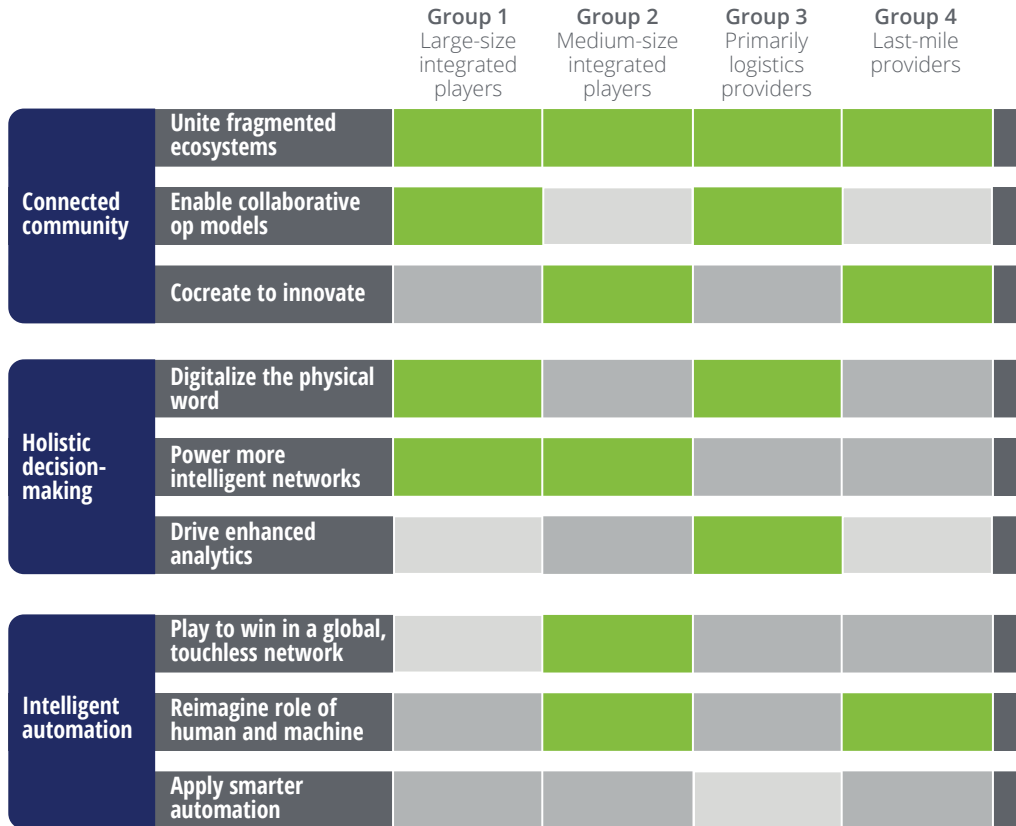 Group 1
Large-size
integrated
players
Group 2
Medium-size
integrated
players
Group 3
Primarily
logistics
providers
Group 4
Last-mile
providers
Connected
community
Unite fragmented
ecosystems
Enable collaborative
op models
Cocreate to innovate
Holistic
decision-
making
Digitalize the physical
word
Power more
intelligent networks
Drive enhanced
analytics
Intelligent
automation
Play to win in a global,
touchless network
Reimagine role of
human and machine
Apply smarter
automation